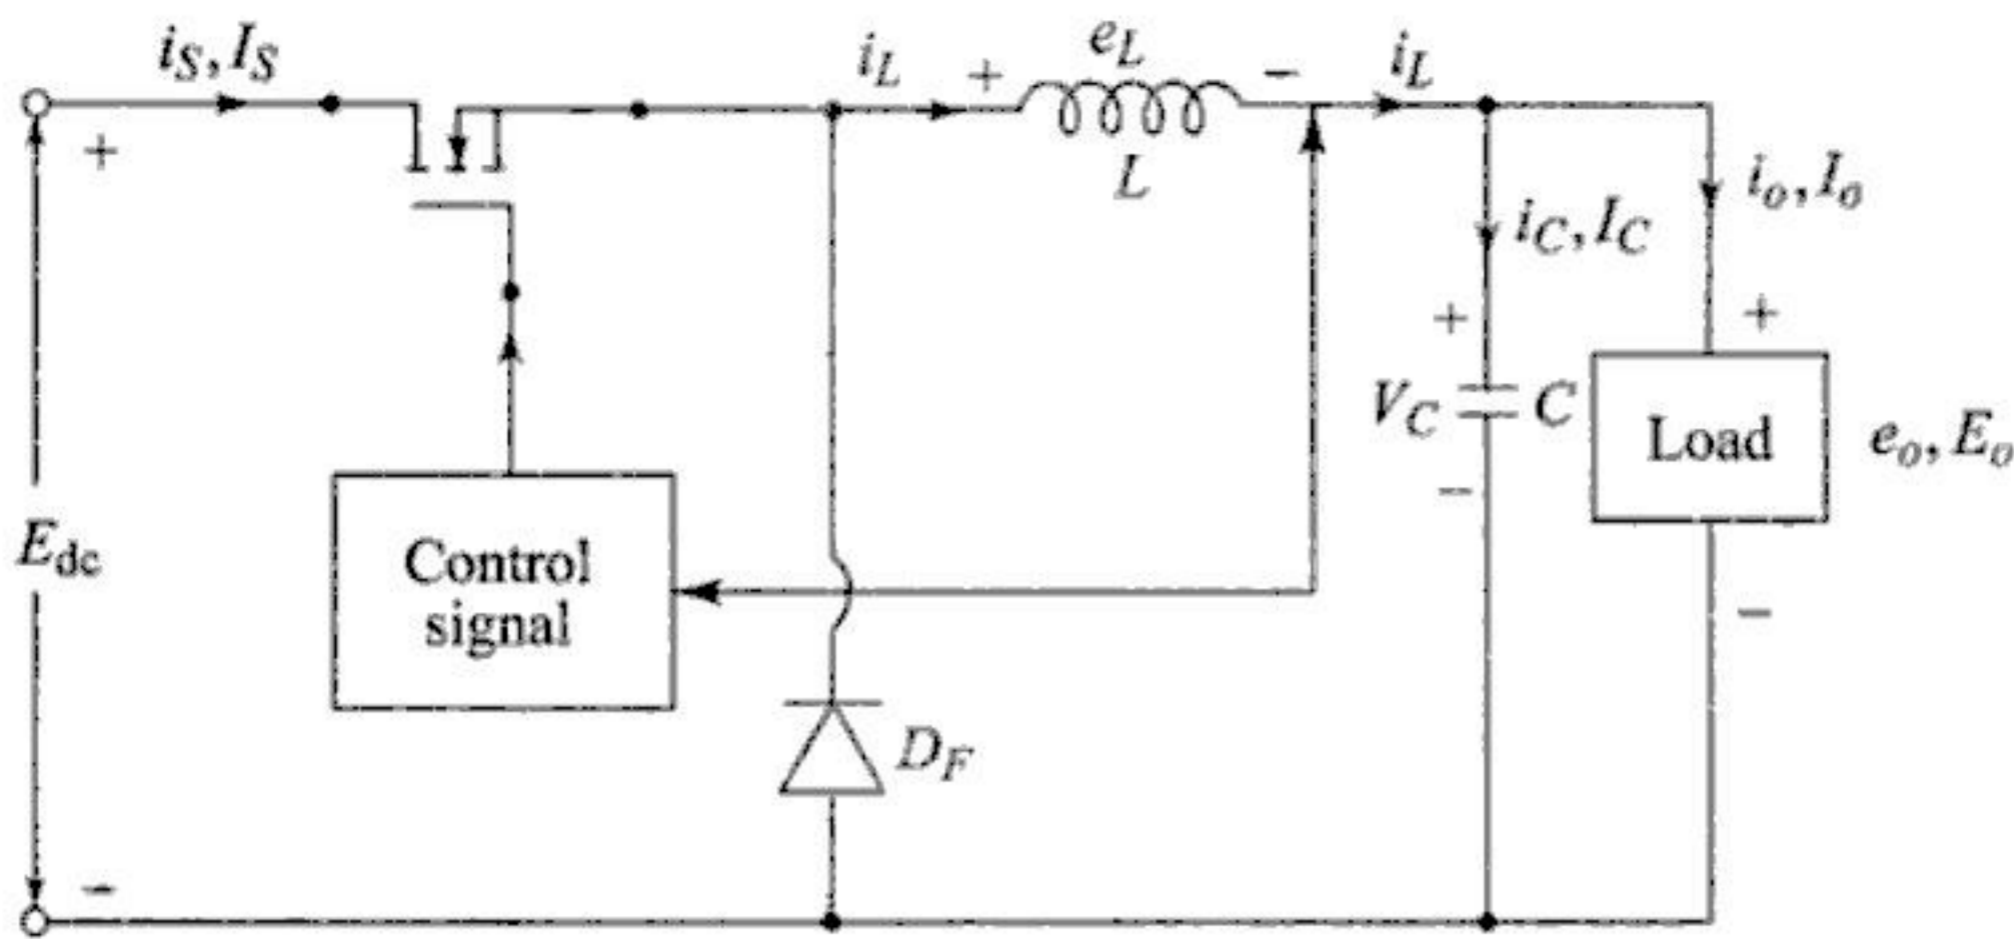 i_S, I_S
i_L
+
e_L
−
i_L
+
L
i_o, I_o
i_C, I_C
+
+
V_C
C
Load
e_o, E_o
−
E_dc
Control
signal
−
D_F
−